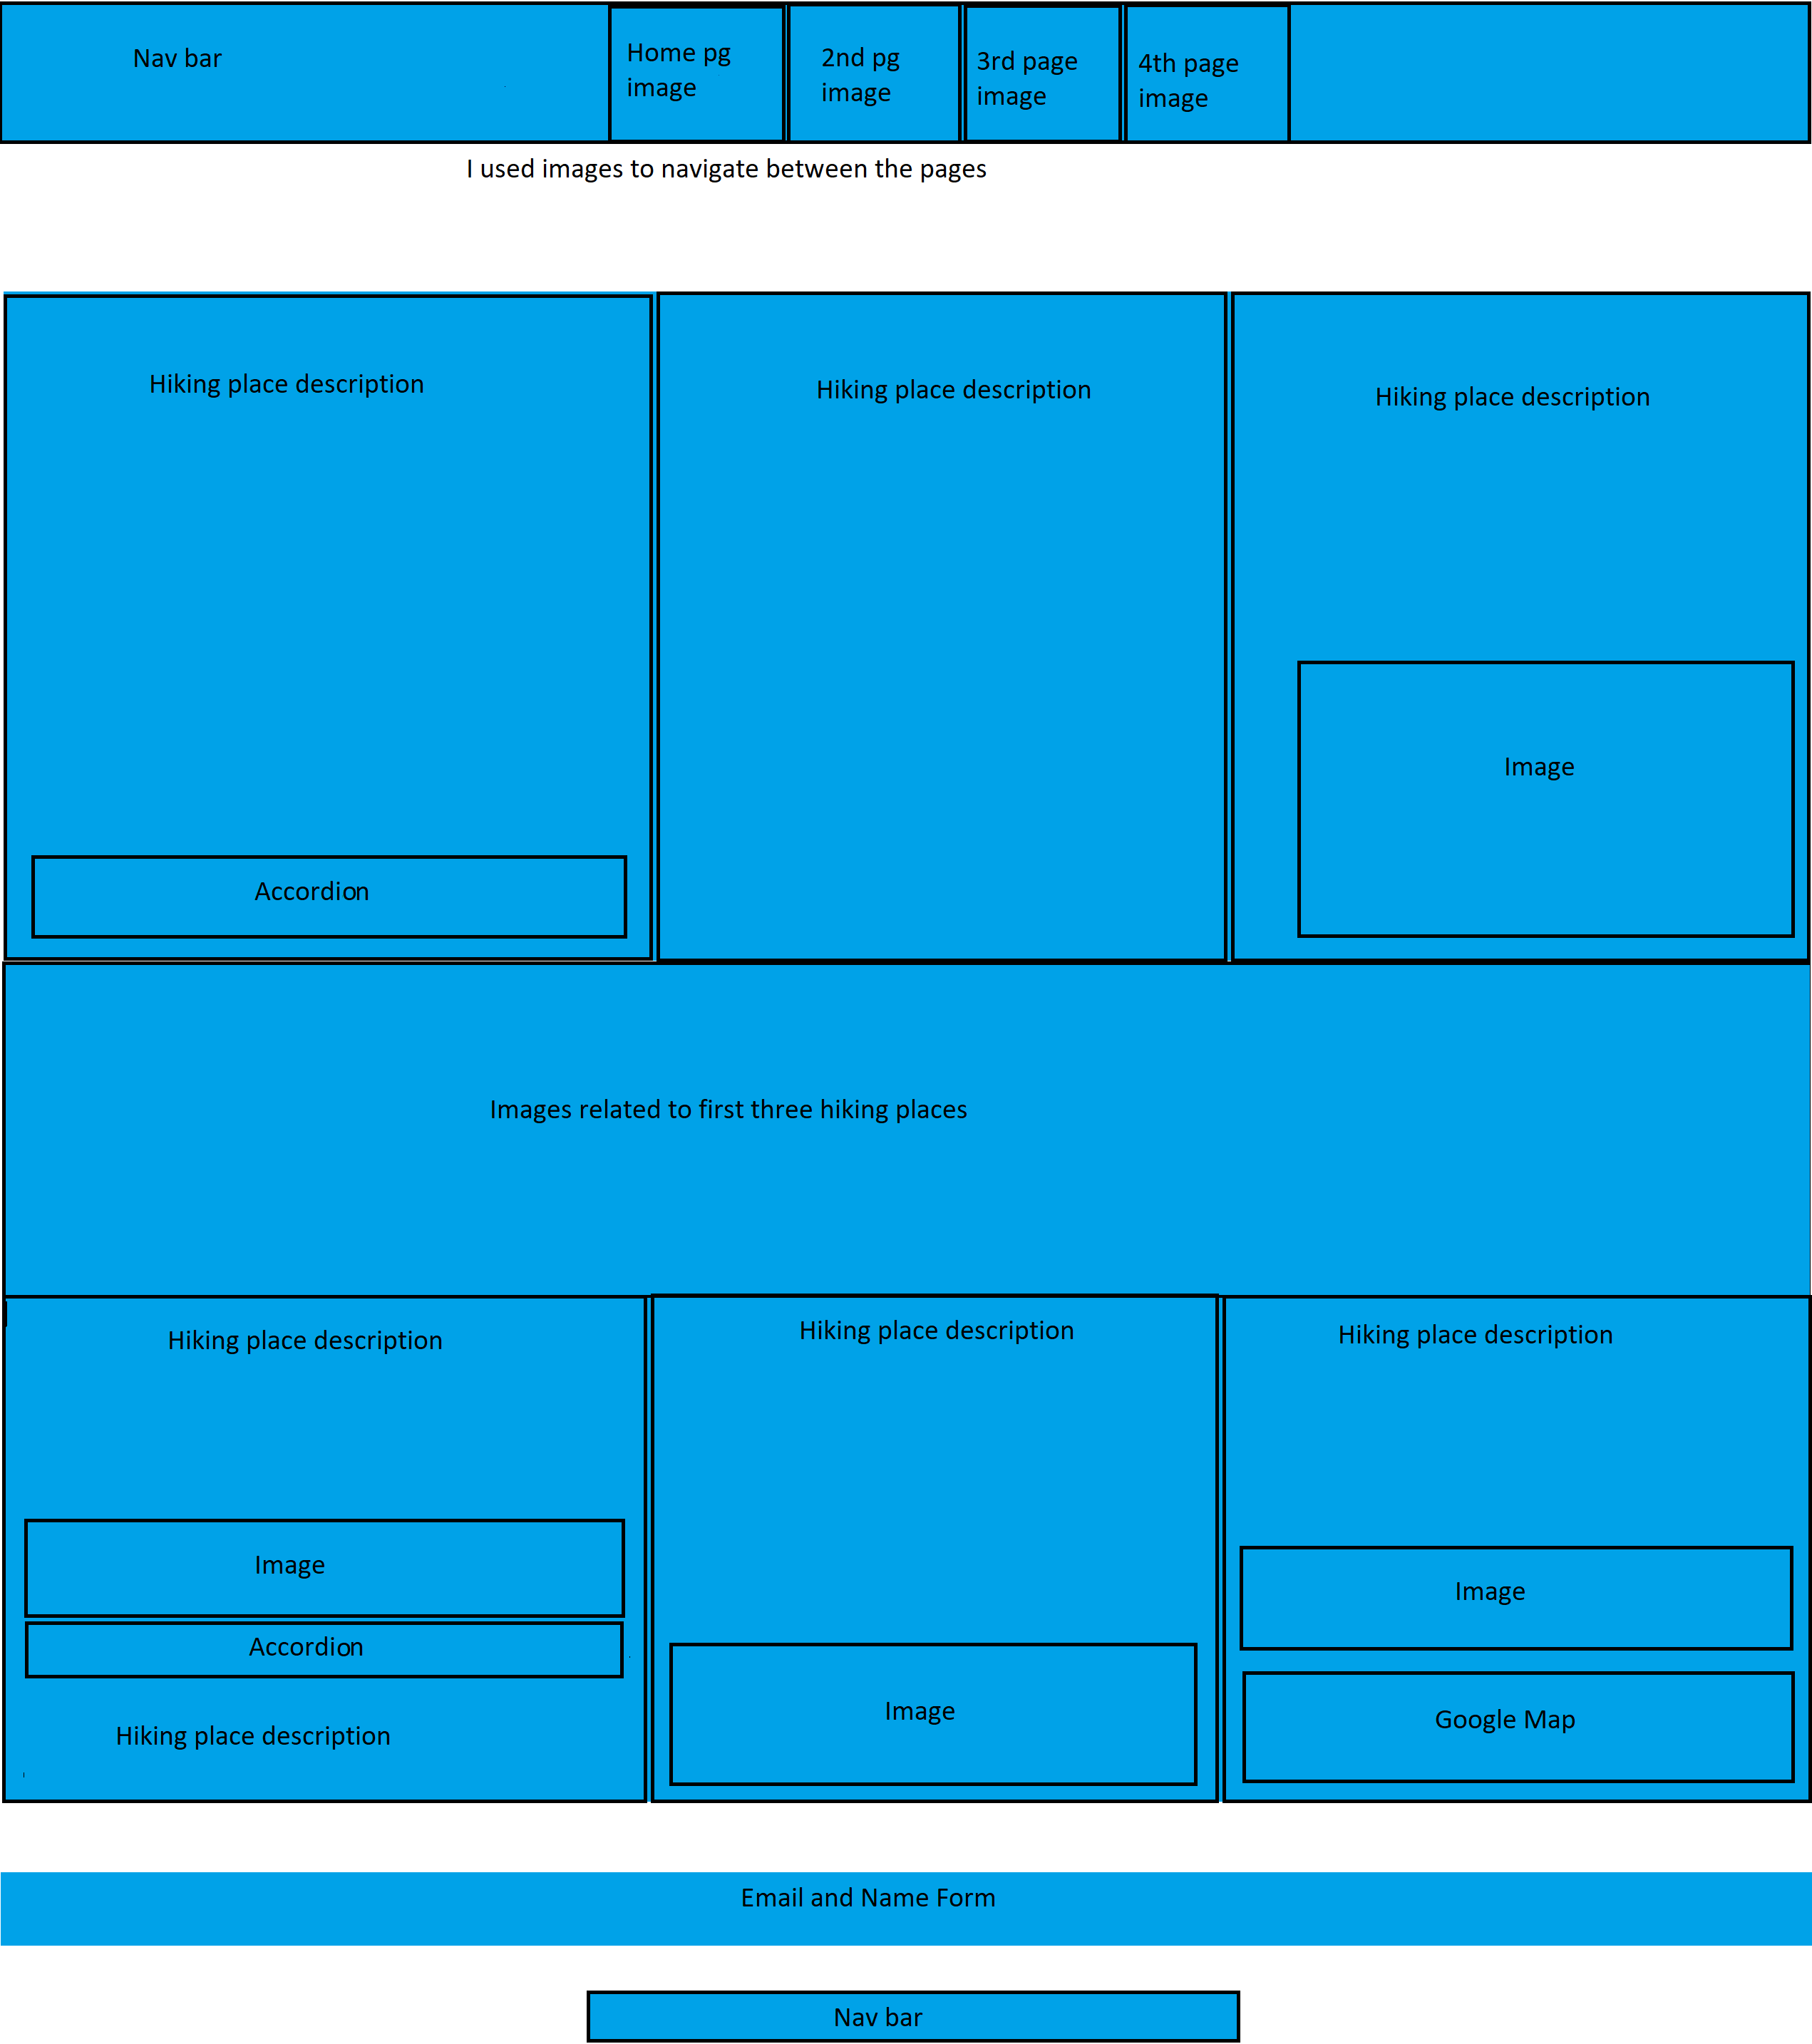 Nav bar
Home pg
image
2nd pg
image
3rd page
image
4th page
image
I used images to navigate between the pages
Hiking place description
Hiking place description
Hiking place description
Image
Accordion
Images related to first three hiking places
Hiking place description
Hiking place description
Hiking place description
Image
Accordion
Hiking place description
Image
Image
Google Map
Email and Name Form
Nav bar